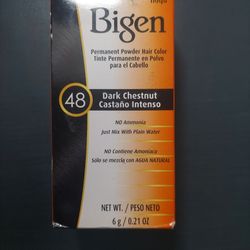 Bigen
Permanent Powder Hair Color
Tinte Permanente en Polvo
para el Cabello
48
Dark Chestnut
Castaño Intenso
NO Ammonia
Just Mix With Plain Water
NO Contiene Amoniaca
Sólo se mezcla con AGUA NATURAL
NET WT. / PESO NETO
6 g / 0.21 OZ